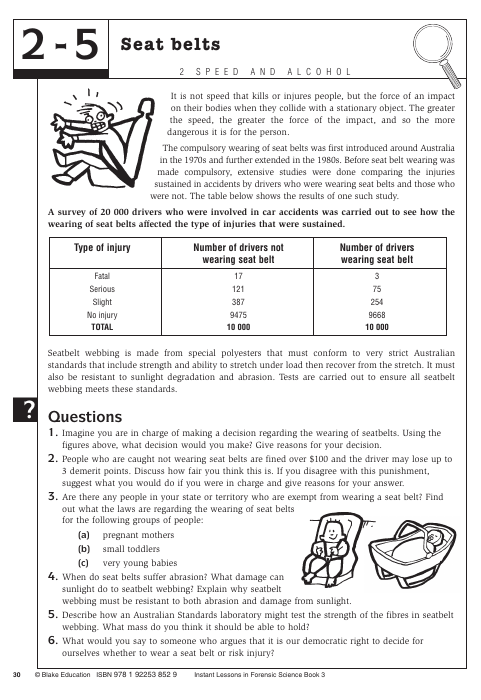 2 - 5
Seat belts
2 SPEED AND ALCOHOL
It is not speed that kills or injures people, but the force of an impact
on their bodies when they collide with a stationary object. The greater
the speed, the greater the force of the impact, and so the more
dangerous it is for the person.
The compulsory wearing of seat belts was first introduced around Australia
in the 1970s and further extended in the 1980s. Before seat belt wearing was
made compulsory, extensive studies were done comparing the injuries
sustained in accidents by drivers who were wearing seat belts and those who
were not. The table below shows the results of one such study.
A survey of 20 000 drivers who were involved in car accidents was carried out to see how the
wearing of seat belts affected the type of injuries that were sustained.
Type of injury Number of drivers not Number of drivers
wearing seat belt wearing seat belt
Fatal 17 3
Serious 121 75
Slight 387 254
No injury 9475 9668
TOTAL 10 000 10 000
Seatbelt webbing is made from special polyesters that must conform to very strict Australian
standards that include strength and ability to stretch under load then recover from the stretch. It must
also be resistant to sunlight degradation and abrasion. Tests are carried out to ensure all seatbelt
webbing meets these standards.
?
Questions
1. Imagine you are in charge of making a decision regarding the wearing of seatbelts. Using the
figures above, what decision would you make? Give reasons for your decision.
2. People who are caught not wearing seat belts are fined over $100 and the driver may lose up to
3 demerit points. Discuss how fair you think this is. If you disagree with this punishment,
suggest what you would do if you were in charge and give reasons for your answer.
3. Are there any people in your state or territory who are exempt from wearing a seat belt? Find
out what the laws are regarding the wearing of seat belts
for the following groups of people:
(a) pregnant mothers
(b) small toddlers
(c) very young babies
4. When do seat belts suffer abrasion? What damage can
sunlight do to seatbelt webbing? Explain why seatbelt
webbing must be resistant to both abrasion and damage from sunlight.
5. Describe how an Australian Standards laboratory might test the strength of the fibres in seatbelt
webbing. What mass do you think it should be able to hold?
6. What would you say to someone who argues that it is our democratic right to decide for
ourselves whether to wear a seat belt or risk injury?
30 © Blake Education ISBN 978 1 92253 852 9 Instant Lessons in Forensic Science Book 3